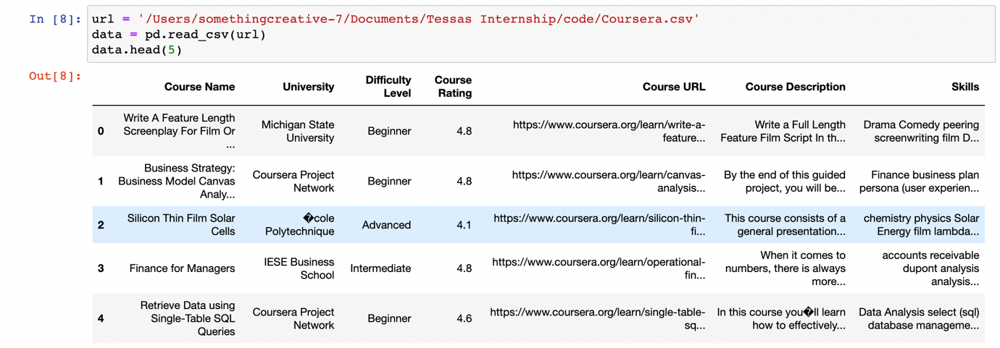 In [8]: url = '/Users/somethingcreative-7/Documents/Tessas Internship/code/Coursera.csv'
data = pd.read_csv(url)
data.head(5)
Out[8]:
Course Name University Difficulty Level Course Rating Course URL Course Description Skills
0 Write A Feature Length Screenplay For Film Or ... Michigan State University Beginner 4.8 https://www.coursera.org/learn/write-a-feature... Write a Full Length Feature Film Script In th... Drama Comedy peering screenwriting film D...
1 Business Strategy: Business Model Canvas Analy... Coursera Project Network Beginner 4.8 https://www.coursera.org/learn/canvas-analysis... By the end of this guided project, you will be... Finance business plan persona (user experien...
2 Silicon Thin Film Solar Cells �cole Polytechnique Advanced 4.1 https://www.coursera.org/learn/silicon-thin-fi... This course consists of a general presentation... chemistry physics Solar Energy film lambda...
3 Finance for Managers IESE Business School Intermediate 4.8 https://www.coursera.org/learn/operational-fin... When it comes to numbers, there is always more... accounts receivable dupont analysis analysis...
4 Retrieve Data using Single-Table SQL Queries Coursera Project Network Beginner 4.6 https://www.coursera.org/learn/single-table-sq... In this course you�ll learn how to effectively... Data Analysis select (sql) database manageme...